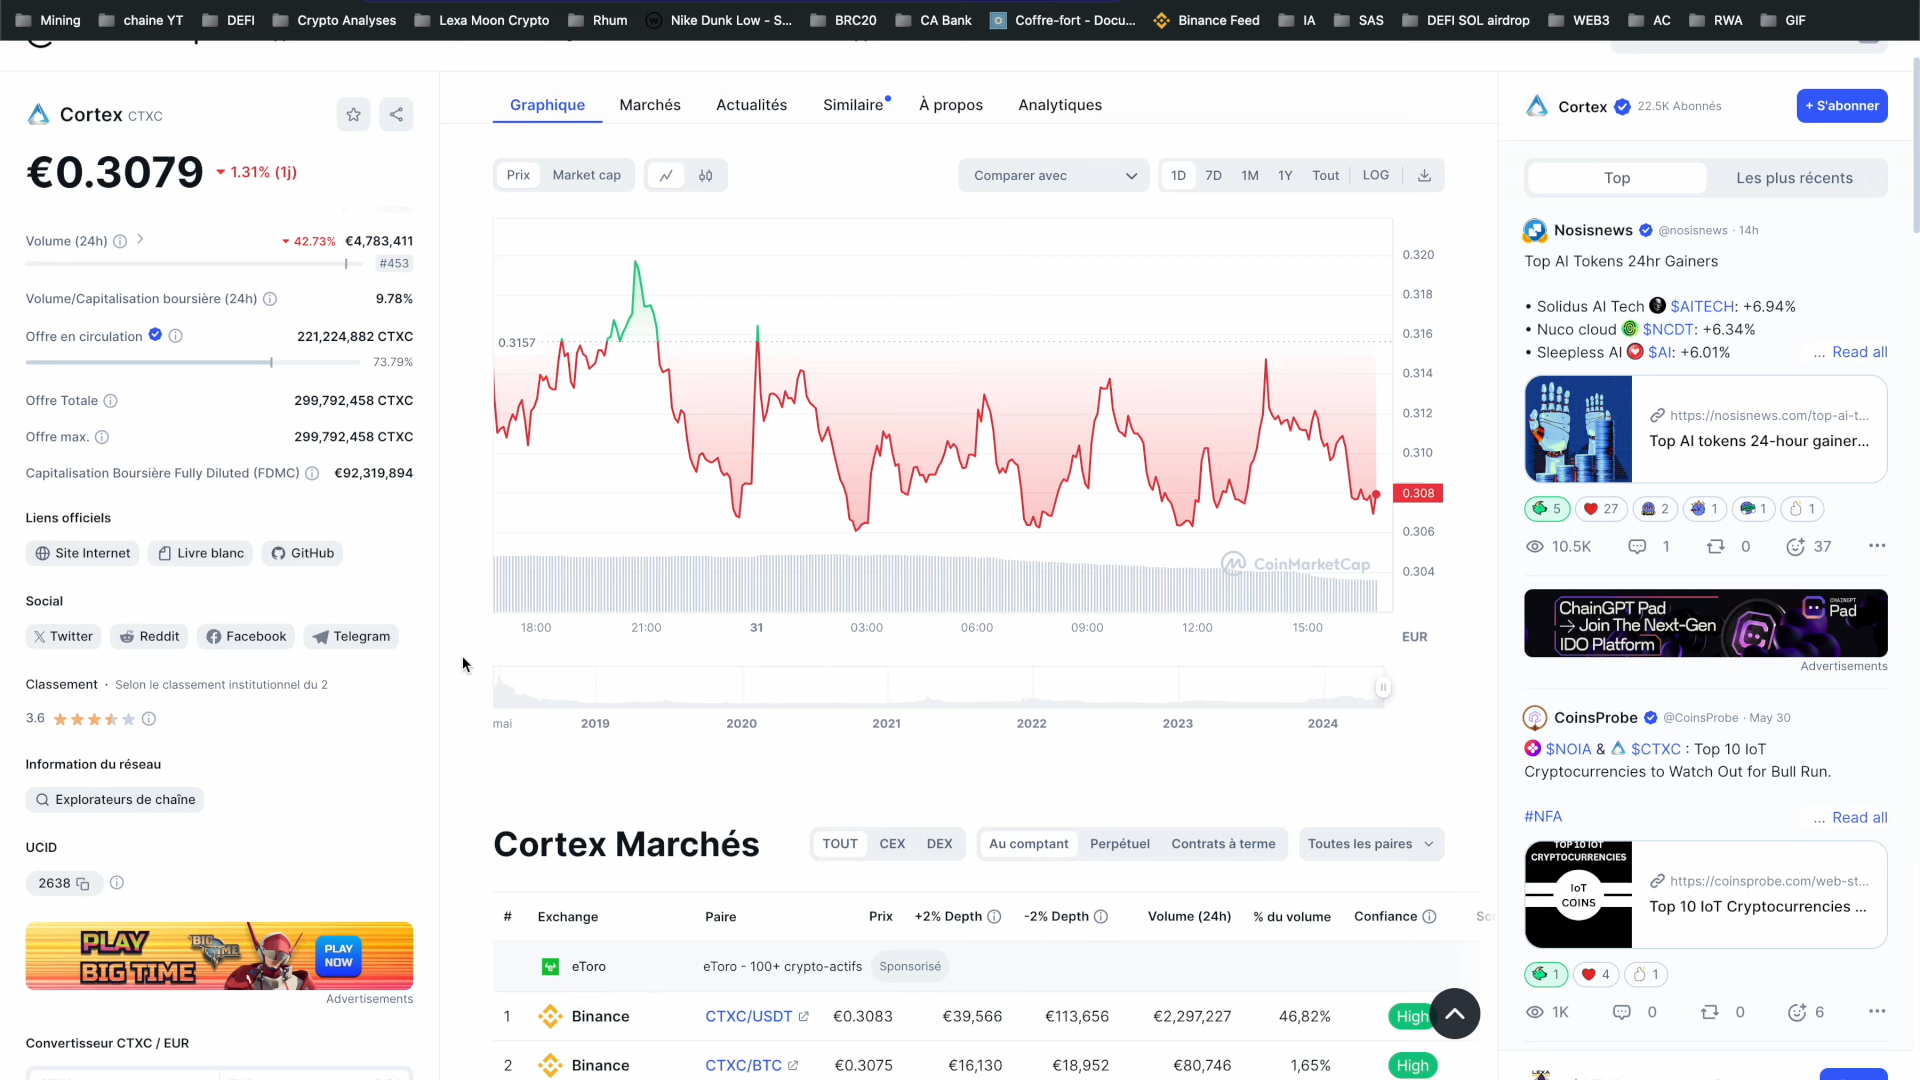 Mining
chaine YT
DEFI
Crypto Analyses
Lexa Moon Crypto
Rhum
Nike Dunk Low - S...
BRC20
CA Bank
Coffre-fort - Docu...
Binance Feed
IA
SAS
DEFI SOL airdrop
WEB3
AC
RWA
GIF
Cortex CTXC
€0.3079 1.31% (1j)
Volume (24h) 42.73% €4,783,411
#453
Volume/Capitalisation boursière (24h) 9.78%
Offre en circulation 221,224,882 CTXC
73.79%
Offre Totale 299,792,458 CTXC
Offre max. 299,792,458 CTXC
Capitalisation Boursière Fully Diluted (FDMC) €92,319,894
Liens officiels
Site Internet Livre blanc GitHub
Social
Twitter Reddit Facebook Telegram
Classement · Selon le classement institutionnel du 2
3.6
Information du réseau
Explorateurs de chaîne
UCID
2638
PLAY
BIG TIME
BIG TIME
PLAY
NOW
Advertisements
Convertisseur CTXC / EUR
Graphique Marchés Actualités Similaire À propos Analytiques
Prix Market cap Comparer avec 1D 7D 1M 1Y Tout LOG
0.3157
0.320
0.318
0.316
0.314
0.312
0.310
0.308
0.306
0.304
CoinMarketCap
18:00 21:00 31 03:00 06:00 09:00 12:00 15:00 EUR
mai 2019 2020 2021 2022 2023 2024
Cortex Marchés TOUT CEX DEX Au comptant Perpétuel Contrats à terme Toutes les paires
# Exchange Paire Prix +2% Depth -2% Depth Volume (24h) % du volume Confiance
eToro eToro - 100+ crypto-actifs Sponsorisé
1 Binance CTXC/USDT €0.3083 €39,566 €113,656 €2,297,227 46,82% High
2 Binance CTXC/BTC €0.3075 €16,130 €18,952 €80,746 1,65% High
Cortex 22.5K Abonnés + S'abonner
Top Les plus récents
Nosisnews @nosisnews · 14h
Top AI Tokens 24hr Gainers
• Solidus AI Tech $AITECH: +6.94%
• Nuco cloud $NCDT: +6.34%
• Sleepless AI $AI: +6.01% ... Read all
https://nosisnews.com/top-ai-t...
Top AI tokens 24-hour gainer...
5 27 2 1 1 1
10.5K 1 0 37
ChainGPT Pad
Join The Next-Gen
IDO Platform
CHAINGPT
Pad
Advertisements
CoinsProbe @CoinsProbe · May 30
$NOIA & $CTXC : Top 10 IoT
Cryptocurrencies to Watch Out for Bull Run.
#NFA ... Read all
TOP 10 IOT
CRYPTOCURRENCIES
IoT
COINS
https://coinsprobe.com/web-st...
Top 10 IoT Cryptocurrencies ...
1 4 1
1K 0 0 6
LEXA